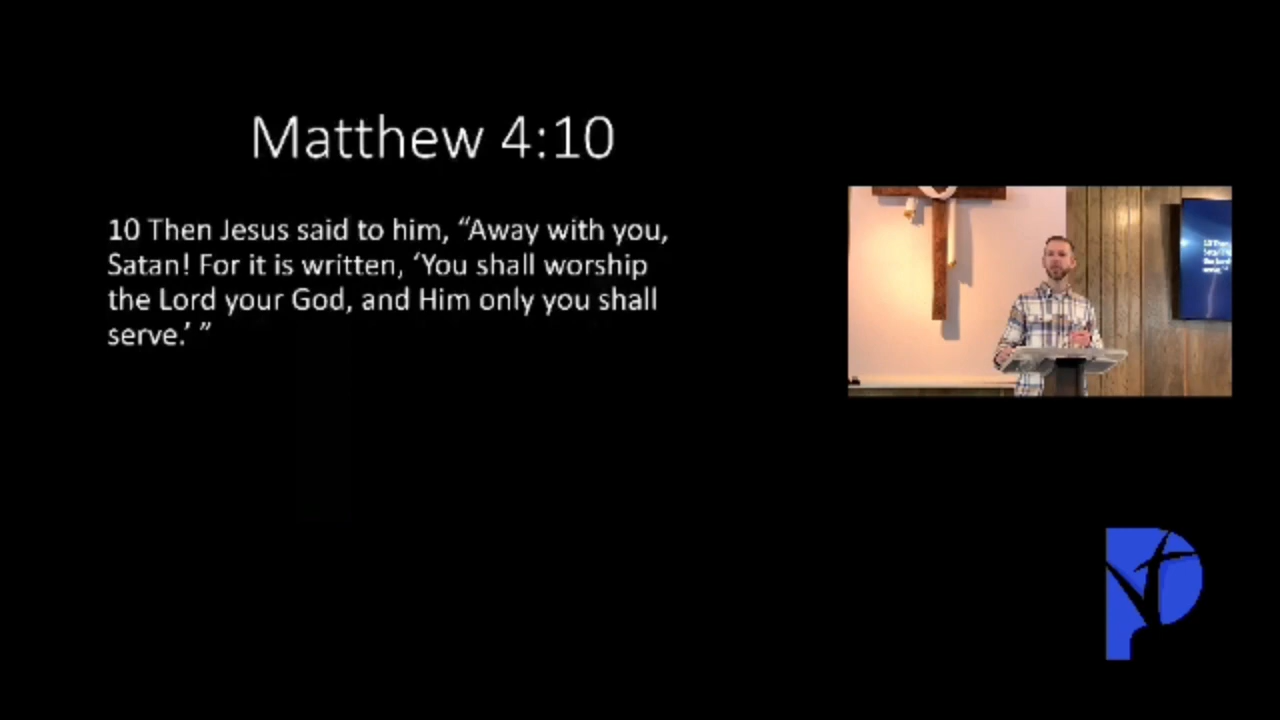 Matthew 4:10
10 Then Jesus said to him, “Away with you,
Satan! For it is written, ‘You shall worship
the Lord your God, and Him only you shall
serve.’ ”